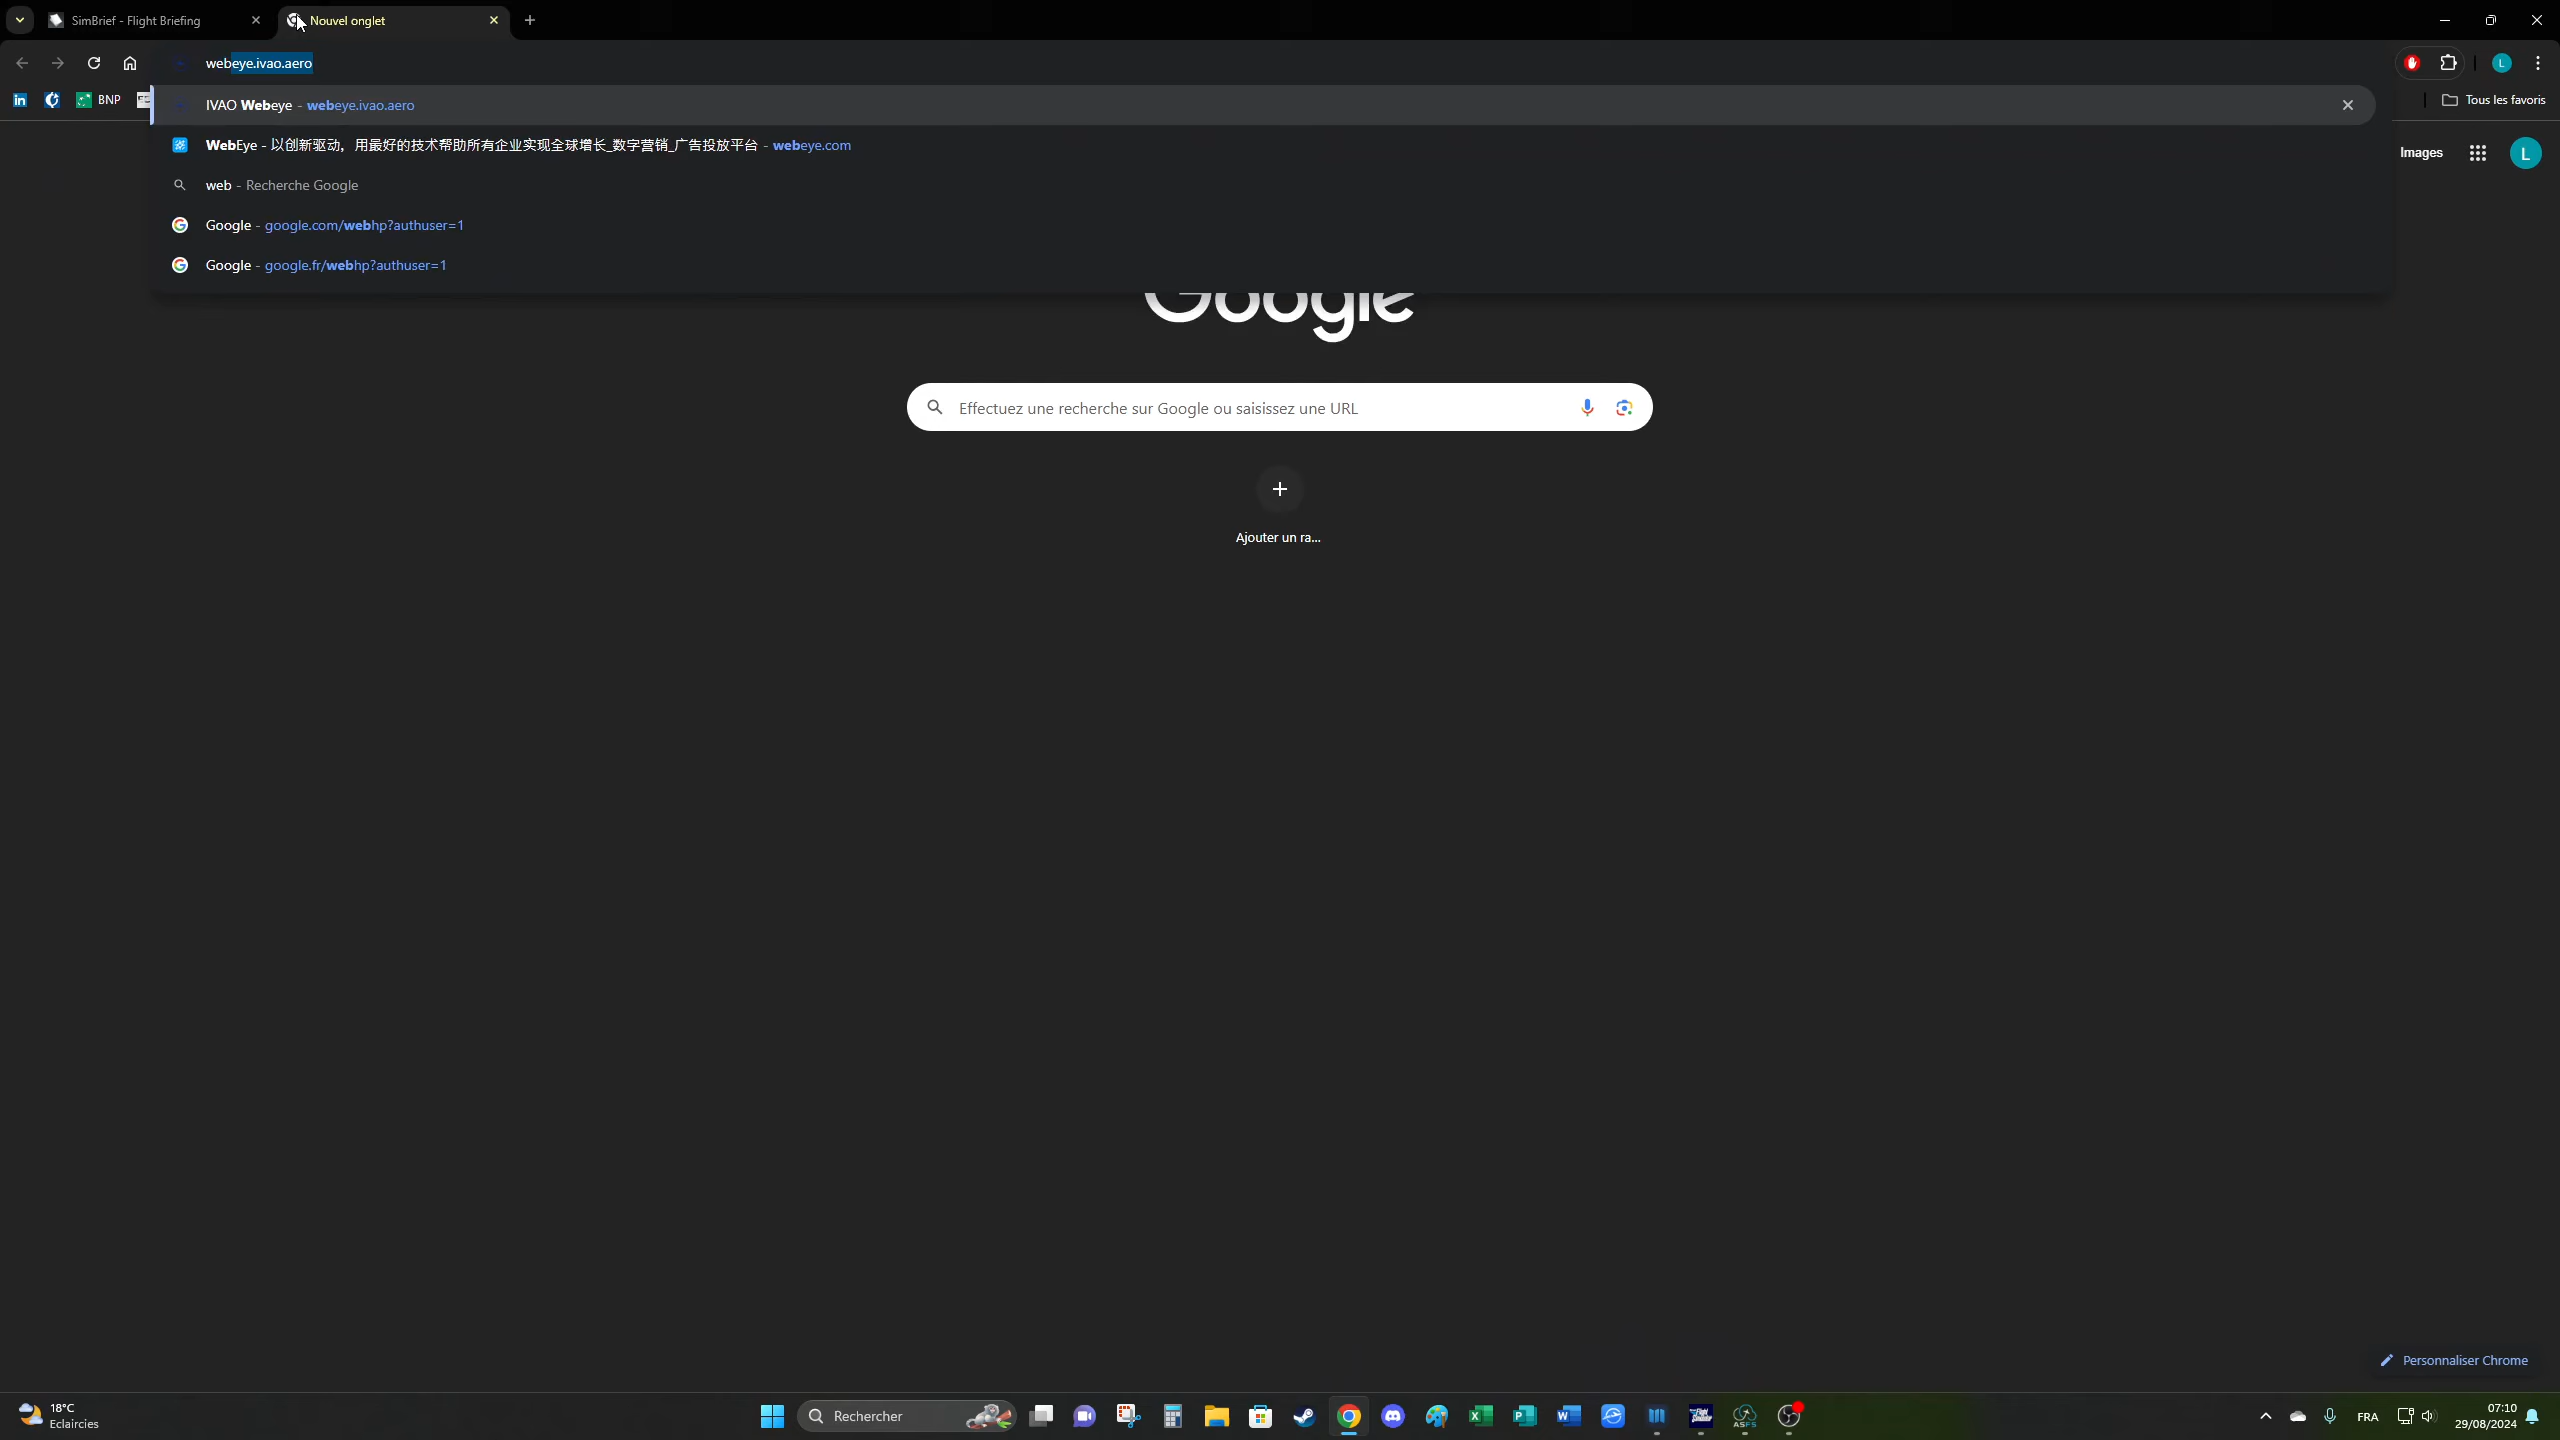 SimBrief - Flight Briefing
Nouvel onglet
webeye.ivao.aero
BNP
Tous les favoris
IVAO Webeye - webeye.ivao.aero
WebEye - 以创新驱动，用最好的技术帮助所有企业实现全球增长_数字营销_广告投放平台 - webeye.com
Images
L
L
web - Recherche Google
Google - google.com/webhp?authuser=1
Google - google.fr/webhp?authuser=1
Google
Effectuez une recherche sur Google ou saisissez une URL
Ajouter un ra...
Personnaliser Chrome
18°C
Eclaircies
Rechercher
ASFS
FRA
07:10
29/08/2024